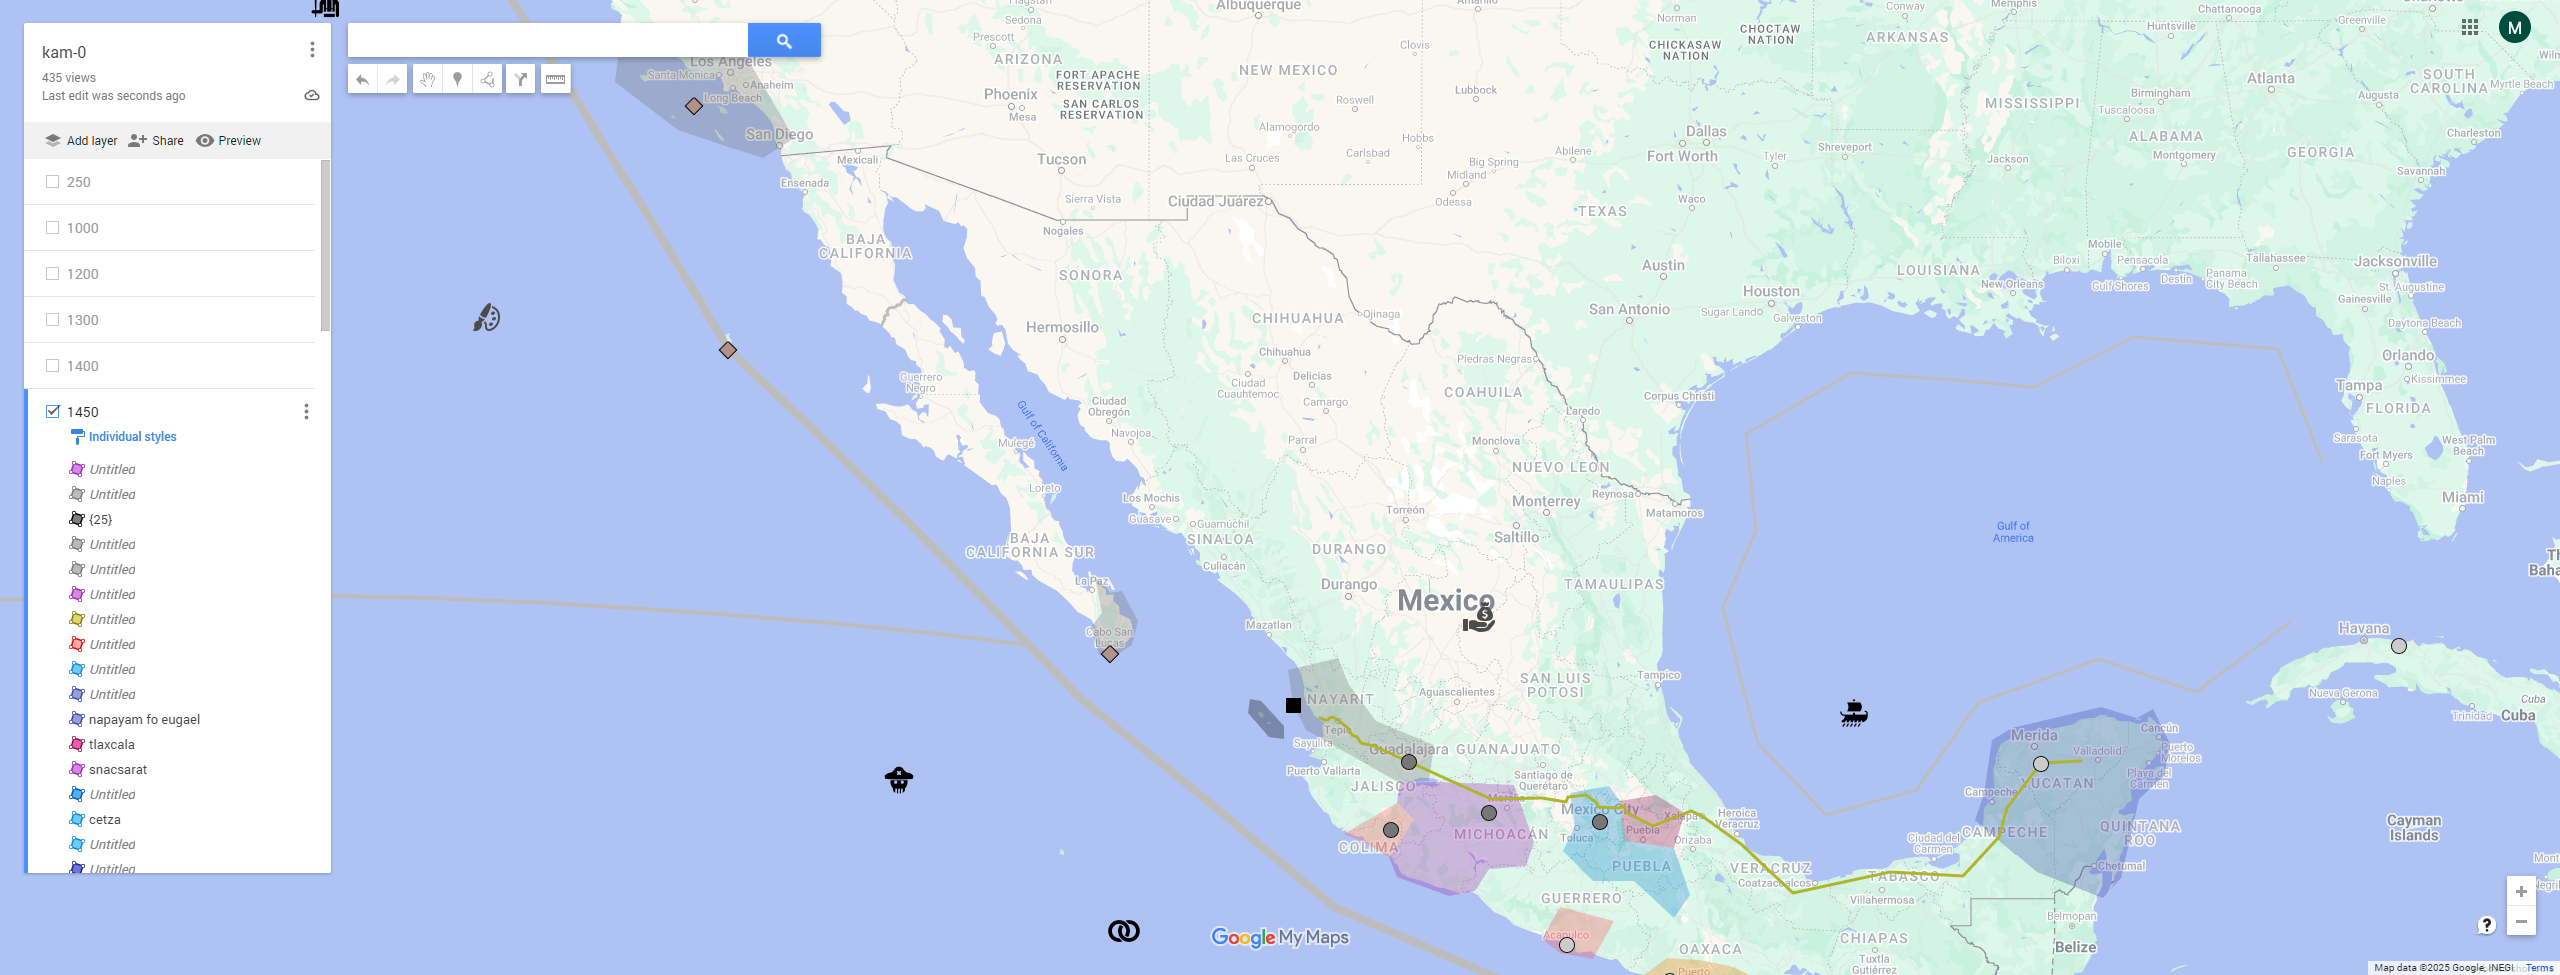 kam-0
435 views
Last edit was seconds ago
Add layer Share Preview
250
1000
1200
1300
1400
1450
Individual styles
Untitled
Untitled
{25}
Untitled
Untitled
Untitled
Untitled
Untitled
Untitled
Untitled
napayam fo eugael
tlaxcala
snacsarat
Untitled
cetza
Untitled
Untitled
M
Albuquerque
Flagstaff
Sedona
Prescott
ARIZONA
Phoenix
Mesa
FORT APACHE
RESERVATION
SAN CARLOS
RESERVATION
NEW MEXICO
Clovis
Roswell
Lubbock
Alamogordo
Hobbs
Las Cruces
Carlsbad
Big Spring
Midland
Odessa
Abilene
Amarillo
Norman
CHICKASAW
NATION
CHOCTAW
NATION
Conway
ARKANSAS
Memphis
Huntsville
Chattanooga
Greenville
Atlanta
SOUTH
CAROLINA
Myrtle Beach
Augusta
Charleston
Birmingham
Tuscaloosa
MISSISSIPPI
ALABAMA
Montgomery
GEORGIA
Savannah
Jackson
Shreveport
Dallas
Fort Worth
Tyler
Waco
TEXAS
Los Angeles
Santa Monica
Anaheim
Long Beach
San Diego
Mexicali
Ensenada
Tucson
Sierra Vista
Nogales
Ciudad Juárez
BAJA
CALIFORNIA
SONORA
Hermosillo
CHIHUAHUA
Ojinaga
Chihuahua
Delicias
Ciudad
Cuauhtemoc
Camargo
Piedras Negras
COAHUILA
Austin
San Antonio
Houston
Sugar Land
Galveston
LOUISIANA
New Orleans
Mobile
Biloxi
Pensacola
Gulf Shores
Destin
Panama
City Beach
Tallahassee
Jacksonville
St. Augustine
Gainesville
Daytona Beach
Orlando
Kissimmee
Tampa
FLORIDA
Sarasota
Fort Myers
West Palm
Beach
Naples
Miami
Guerrero
Negro
Gulf of California
Ciudad
Obregón
Navojoa
Mulegé
Loreto
Los Mochis
Guasave
Guamúchil
SINALOA
Culiacán
Parral
Monclova
Laredo
Corpus Christi
NUEVO LEON
Monterrey
Reynosa
Matamoros
Torreón
Saltillo
DURANGO
Durango
TAMAULIPAS
BAJA
CALIFORNIA SUR
La Paz
Cabo San
Lucas
Mazatlan
Mexico
Gulf of
America
NAYARIT
Tepic
Sayulita
Puerto Vallarta
Guadalajara
JALISCO
Aguascalientes
SAN LUIS
POTOSI
Tampico
GUANAJUATO
Santiago de
Querétaro
Morelia
MICHOACÁN
COLIMA
Mexico City
Toluca
Puebla
Xalapa
Heroica
Veracruz
Orizaba
PUEBLA
GUERRERO
Acapulco
OAXACA
Puerto
VERACRUZ
Coatzacoalcos
TABASCO
Villahermosa
CHIAPAS
Tuxtla
Gutiérrez
Ciudad del
Carmen
CAMPECHE
Campeche
Merida
Valladolid
Cancún
Puerto
Morelos
Playa del
Carmen
YUCATAN
QUINTANA
ROO
Chetumal
Belmopan
Belize
Havana
Nueva Gerona
Trinidad
Cuba
Cuba
Cayman
Islands
Google My Maps
Map data ©2025 Google, INEGI Terms